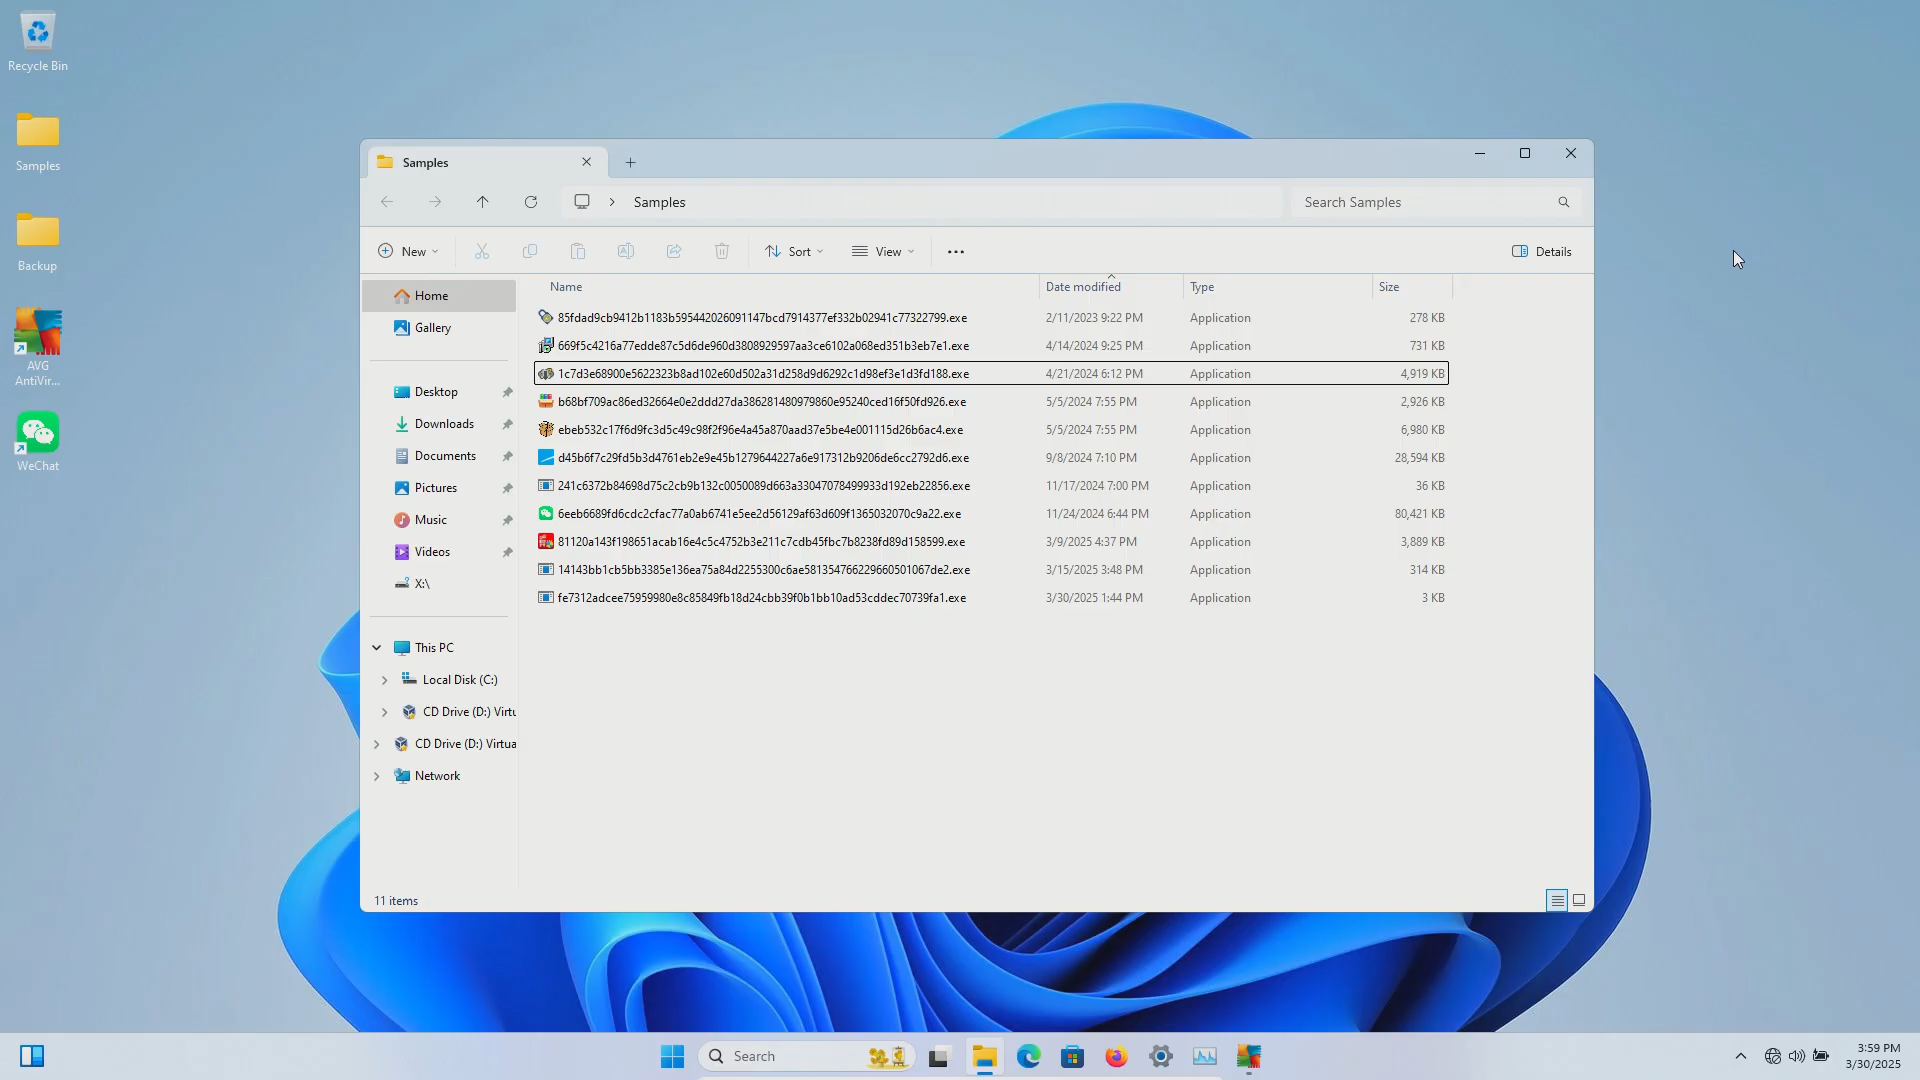 Recycle Bin
Samples
Backup
AVG
AntiVir...
WeChat
Samples
Samples
Search Samples
New
Sort
View
Details
Name
Date modified
Type
Size
Home
Gallery
Desktop
Downloads
Documents
Pictures
Music
Videos
X:\
This PC
Local Disk (C:)
CD Drive (D:) Virtu
CD Drive (D:) Virtua
Network
85fdad9cb9412b1183b595442026091147bcd7914377ef332b02941c77322799.exe 2/11/2023 9:22 PM Application 278 KB
669f5c4216a77edde87c5d6de960d3808929597aa3ce6102a068ed351b3eb7e1.exe 4/14/2024 9:25 PM Application 731 KB
1c7d3e68900e5622323b8ad102e60d502a31d258d9d6292c1d98ef3e1d3fd188.exe 4/21/2024 6:12 PM Application 4,919 KB
b68bf709ac86ed32664e0e2ddd27da386281480979860e95240ced16f50fd926.exe 5/5/2024 7:55 PM Application 2,926 KB
ebeb532c17f6d9fc3d5c49c98f2f96e4a45a870aad37e5be4e001115d26b6ac4.exe 5/5/2024 7:55 PM Application 6,980 KB
d45b6f7c29fd5b3d4761eb2e9e45b1279644227a6e917312b9206de6cc2792d6.exe 9/8/2024 7:10 PM Application 28,594 KB
241c6372b84698d75c2cb9b132c0050089d663a33047078499933d192eb22856.exe 11/17/2024 7:00 PM Application 36 KB
6eeb6689fd6cdc2cfac77a0ab6741e5ee2d56129af63d609f1365032070c9a22.exe 11/24/2024 6:44 PM Application 80,421 KB
81120a143f198651acab16e4c5c4752b3e211c7cdb45fbc7b8238fd89d158599.exe 3/9/2025 4:37 PM Application 3,889 KB
14143bb1cb5bb3385e136ea75a84d2255300c6ae581354766229660501067de2.exe 3/15/2025 3:48 PM Application 314 KB
fe7312adcee75959980e8c85849fb18d24cbb39f0b1bb10ad53cddec70739fa1.exe 3/30/2025 1:44 PM Application 3 KB
11 items
Search
3:59 PM
3/30/2025